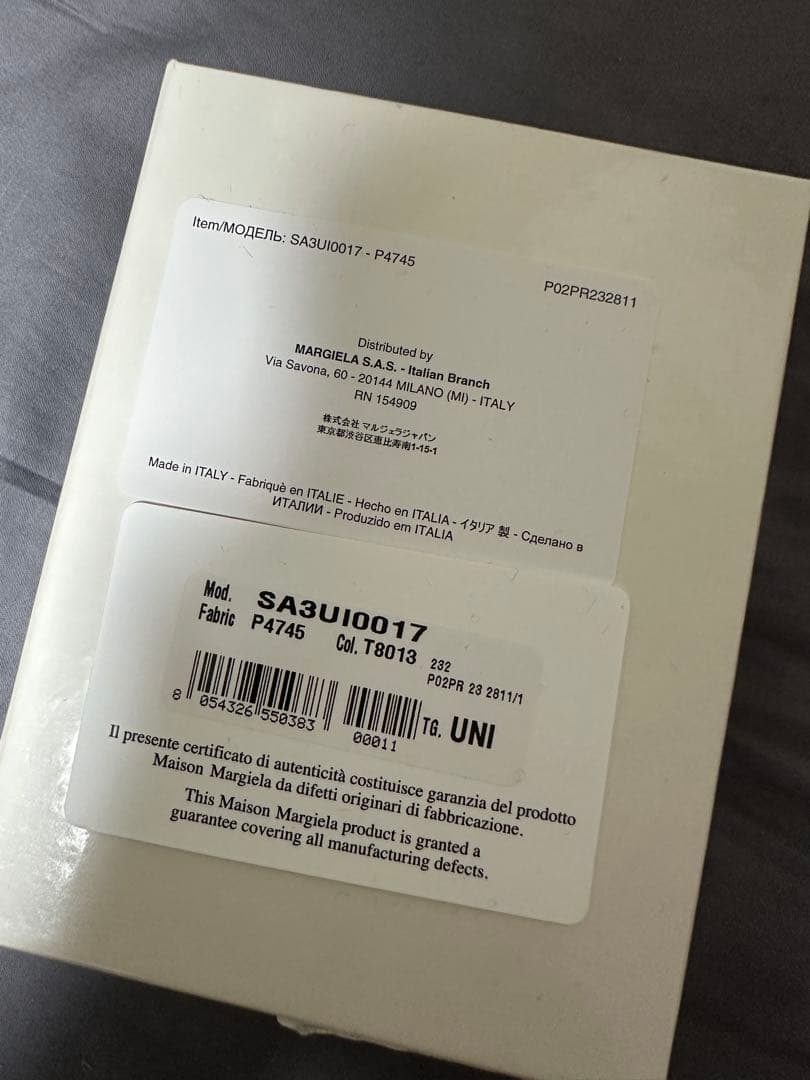 Item/МОДЕЛЬ: SA3UI0017 - P4745
P02PR232811
Distributed by
MARGIELA S.A.S. - Italian Branch
Via Savona, 60 - 20144 MILANO (MI) - ITALY
RN 154909
株式会社 マルジェラジャパン
東京都渋谷区恵比寿南1-15-1
Made in ITALY - Fabriquè en ITALIE - Hecho en ITALIA - イタリア 製 - Сделано в
ИТАЛИИ - Produzido em ITALIA
Mod. SA3UI0017
Fabric P4745 Col. T8013 232
P02PR 23 2811/1
8 054326 550383 00011 TG. UNI
Il presente certificato di autenticità costituisce garanzia del prodotto
Maison Margiela da difetti originari di fabbricazione.
This Maison Margiela product is granted a
guarantee covering all manufacturing defects.